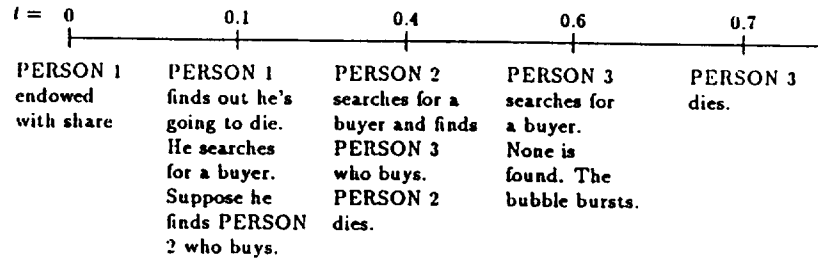 t = 0 0.1 0.4 0.6 0.7
PERSON 1
endowed
with share
PERSON 1
finds out he's
going to die.
He searches
for a buyer.
Suppose he
finds PERSON
2 who buys.
PERSON 2
searches for a
buyer and finds
PERSON 3
who buys.
PERSON 2
dies.
PERSON 3
searches for
a buyer.
None is
found. The
bubble bursts.
PERSON 3
dies.